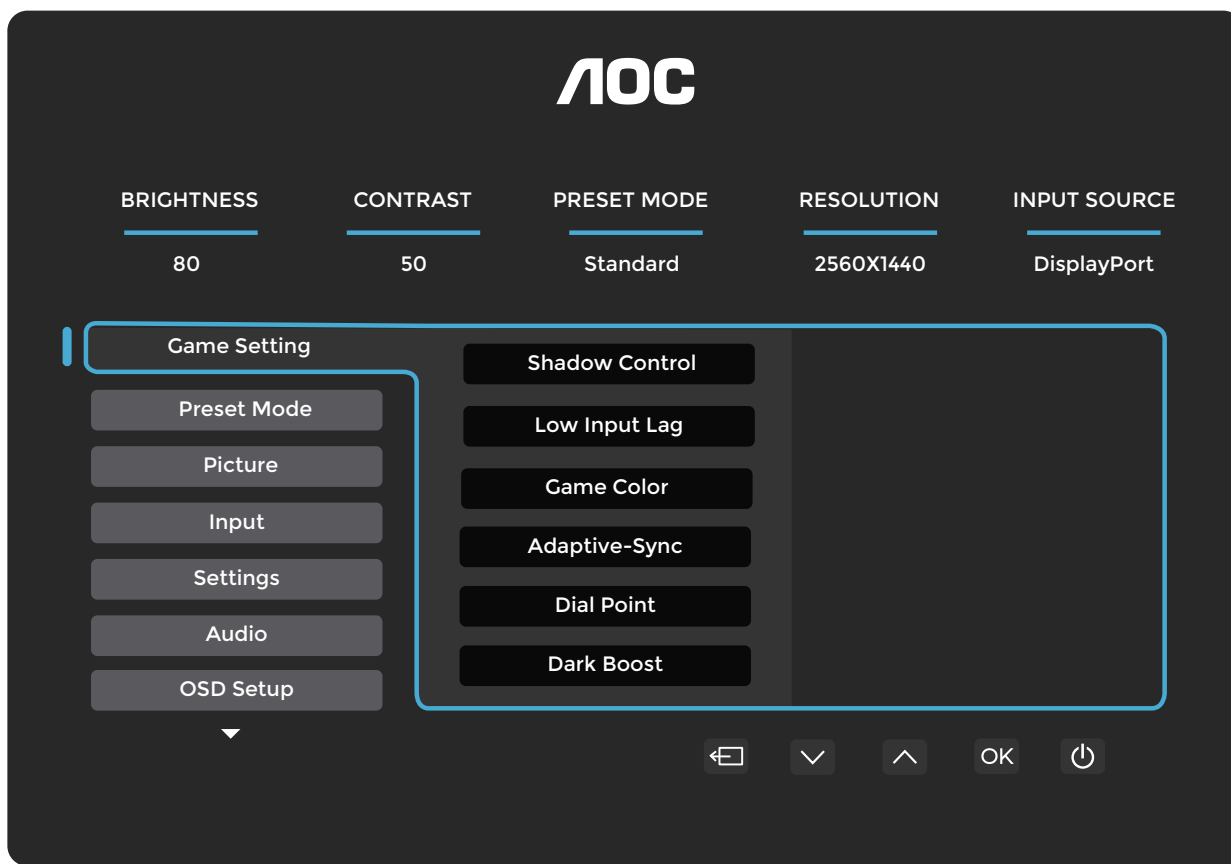 AOC
BRIGHTNESS CONTRAST PRESET MODE RESOLUTION INPUT SOURCE
80 50 Standard 2560X1440 DisplayPort
Game Setting
Preset Mode
Picture
Input
Settings
Audio
OSD Setup
Shadow Control
Low Input Lag
Game Color
Adaptive-Sync
Dial Point
Dark Boost
OK